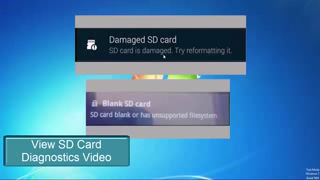 Damaged SD card
SD card is damaged. Try reformatting it.
Blank SD card
SD card blank or has unsupported filesystem
View SD Card
Diagnostics Video